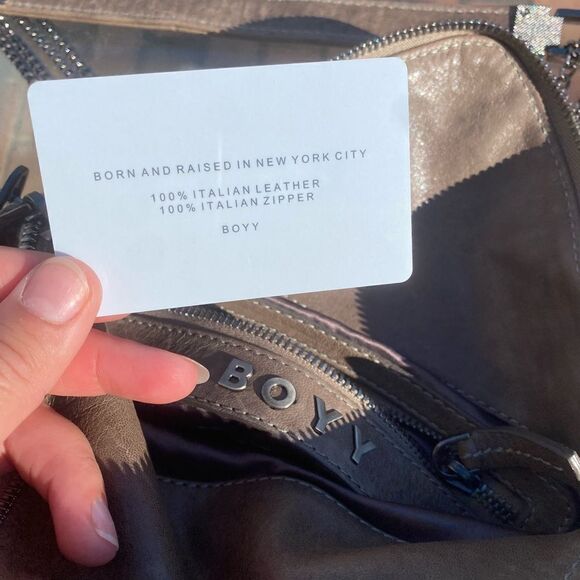 BORN AND RAISED IN NEW YORK CITY
100% ITALIAN LEATHER
100% ITALIAN ZIPPER
BOYY
BOYY